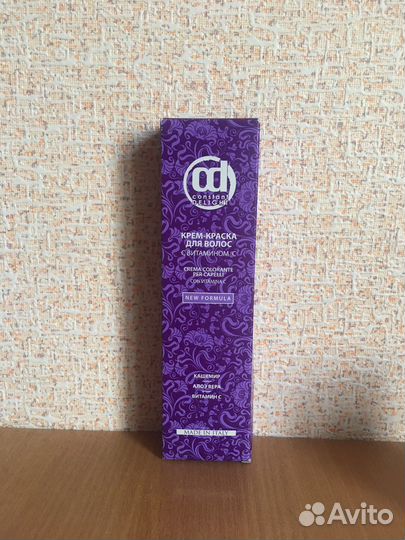 cd
constant
DELIGHT
КРЕМ-КРАСКА
ДЛЯ ВОЛОС
С ВИТАМИНОМ С
CREMA COLORANTE
PER CAPELLI
CON VITAMINA C
NEW FORMULA
КАШЕМИР
АЛОЭ ВЕРА
ВИТАМИН С
MADE IN ITALY
Avito